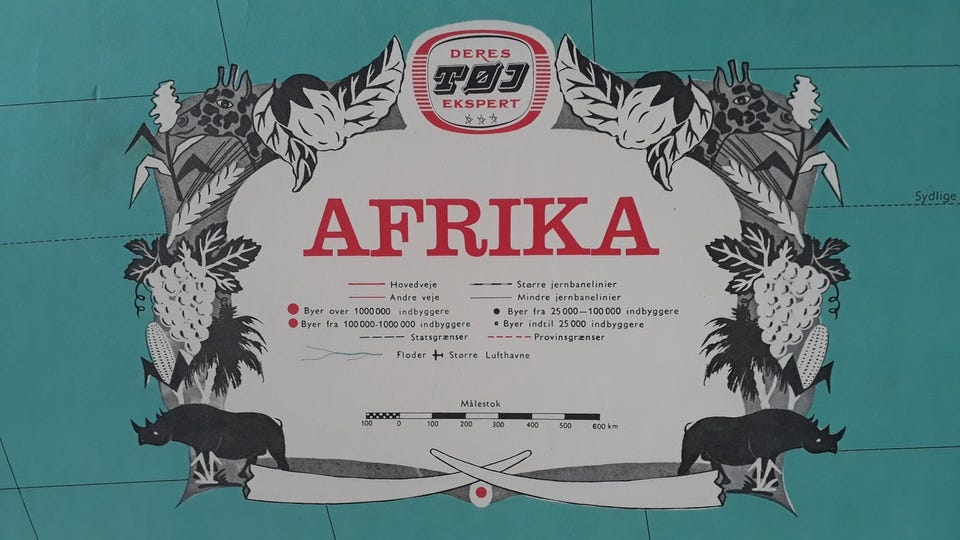 DERES
TØJ
EKSPERT
AFRIKA
Hovedveje
Større jernbanelinier
Andre veje
Mindre jernbanelinier
Byer over 1000000 indbyggere
Byer fra 25000—100000 indbyggere
Byer fra 100000-1000000 indbyggere
Byer indtil 25000 indbyggere
Statsgrænser
Provinsgrænser
Floder
Større Lufthavne
Målestok
100 0 100 200 300 400 500 600 km
Sydlige